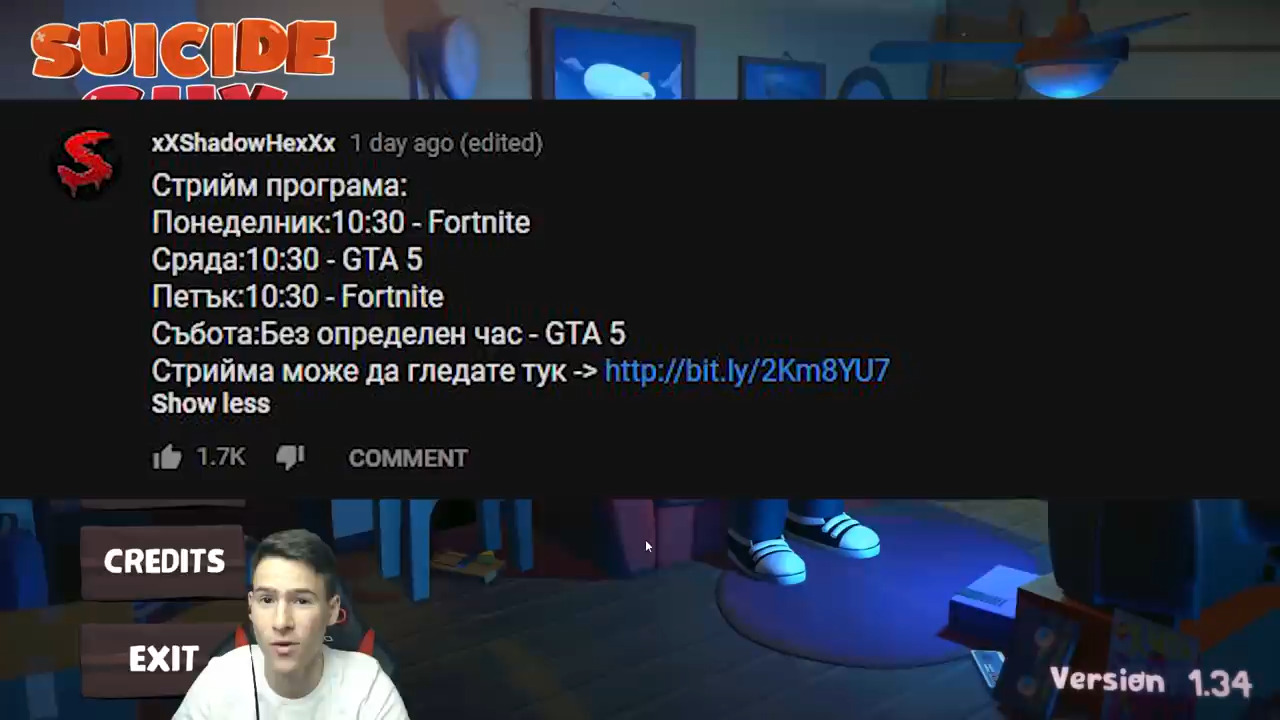 SUICIDE
GUY
xXShadowHexXx 1 day ago (edited)
Стрийм програма:
Понеделник:10:30 - Fortnite
Сряда:10:30 - GTA 5
Петък:10:30 - Fortnite
Събота:Без определен час - GTA 5
Стрийма може да гледате тук -> http://bit.ly/2Km8YU7
Show less
1.7K COMMENT
CREDITS
EXIT
Version 1.34